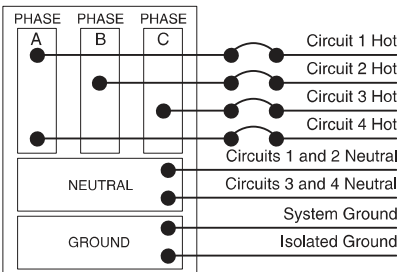 PHASE PHASE PHASE
A B C
Circuit 1 Hot
Circuit 2 Hot
Circuit 3 Hot
Circuit 4 Hot
Circuits 1 and 2 Neutral
NEUTRAL
Circuits 3 and 4 Neutral
System Ground
GROUND
Isolated Ground